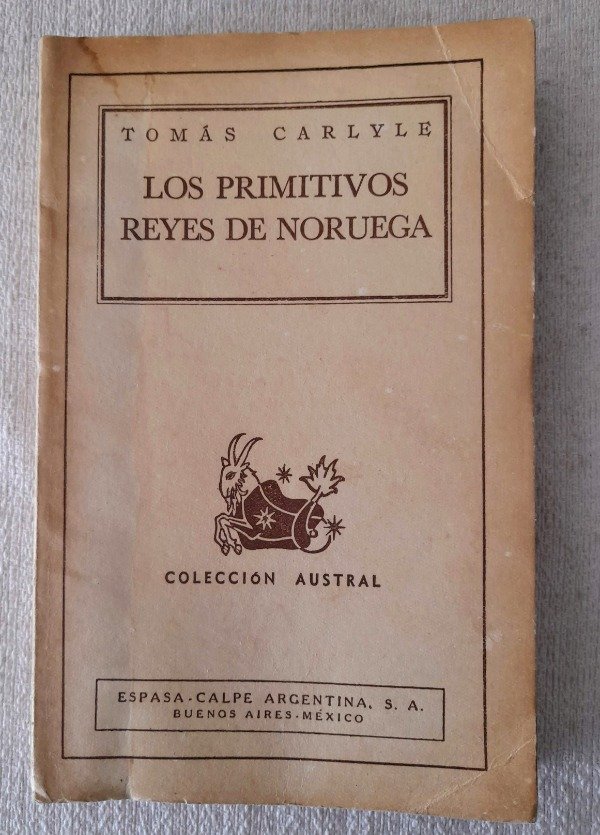 TOMÁS CARLYLE
LOS PRIMITIVOS
REYES DE NORUEGA
COLECCIÓN AUSTRAL
ESPASA-CALPE ARGENTINA, S. A.
BUENOS AIRES-MÉXICO